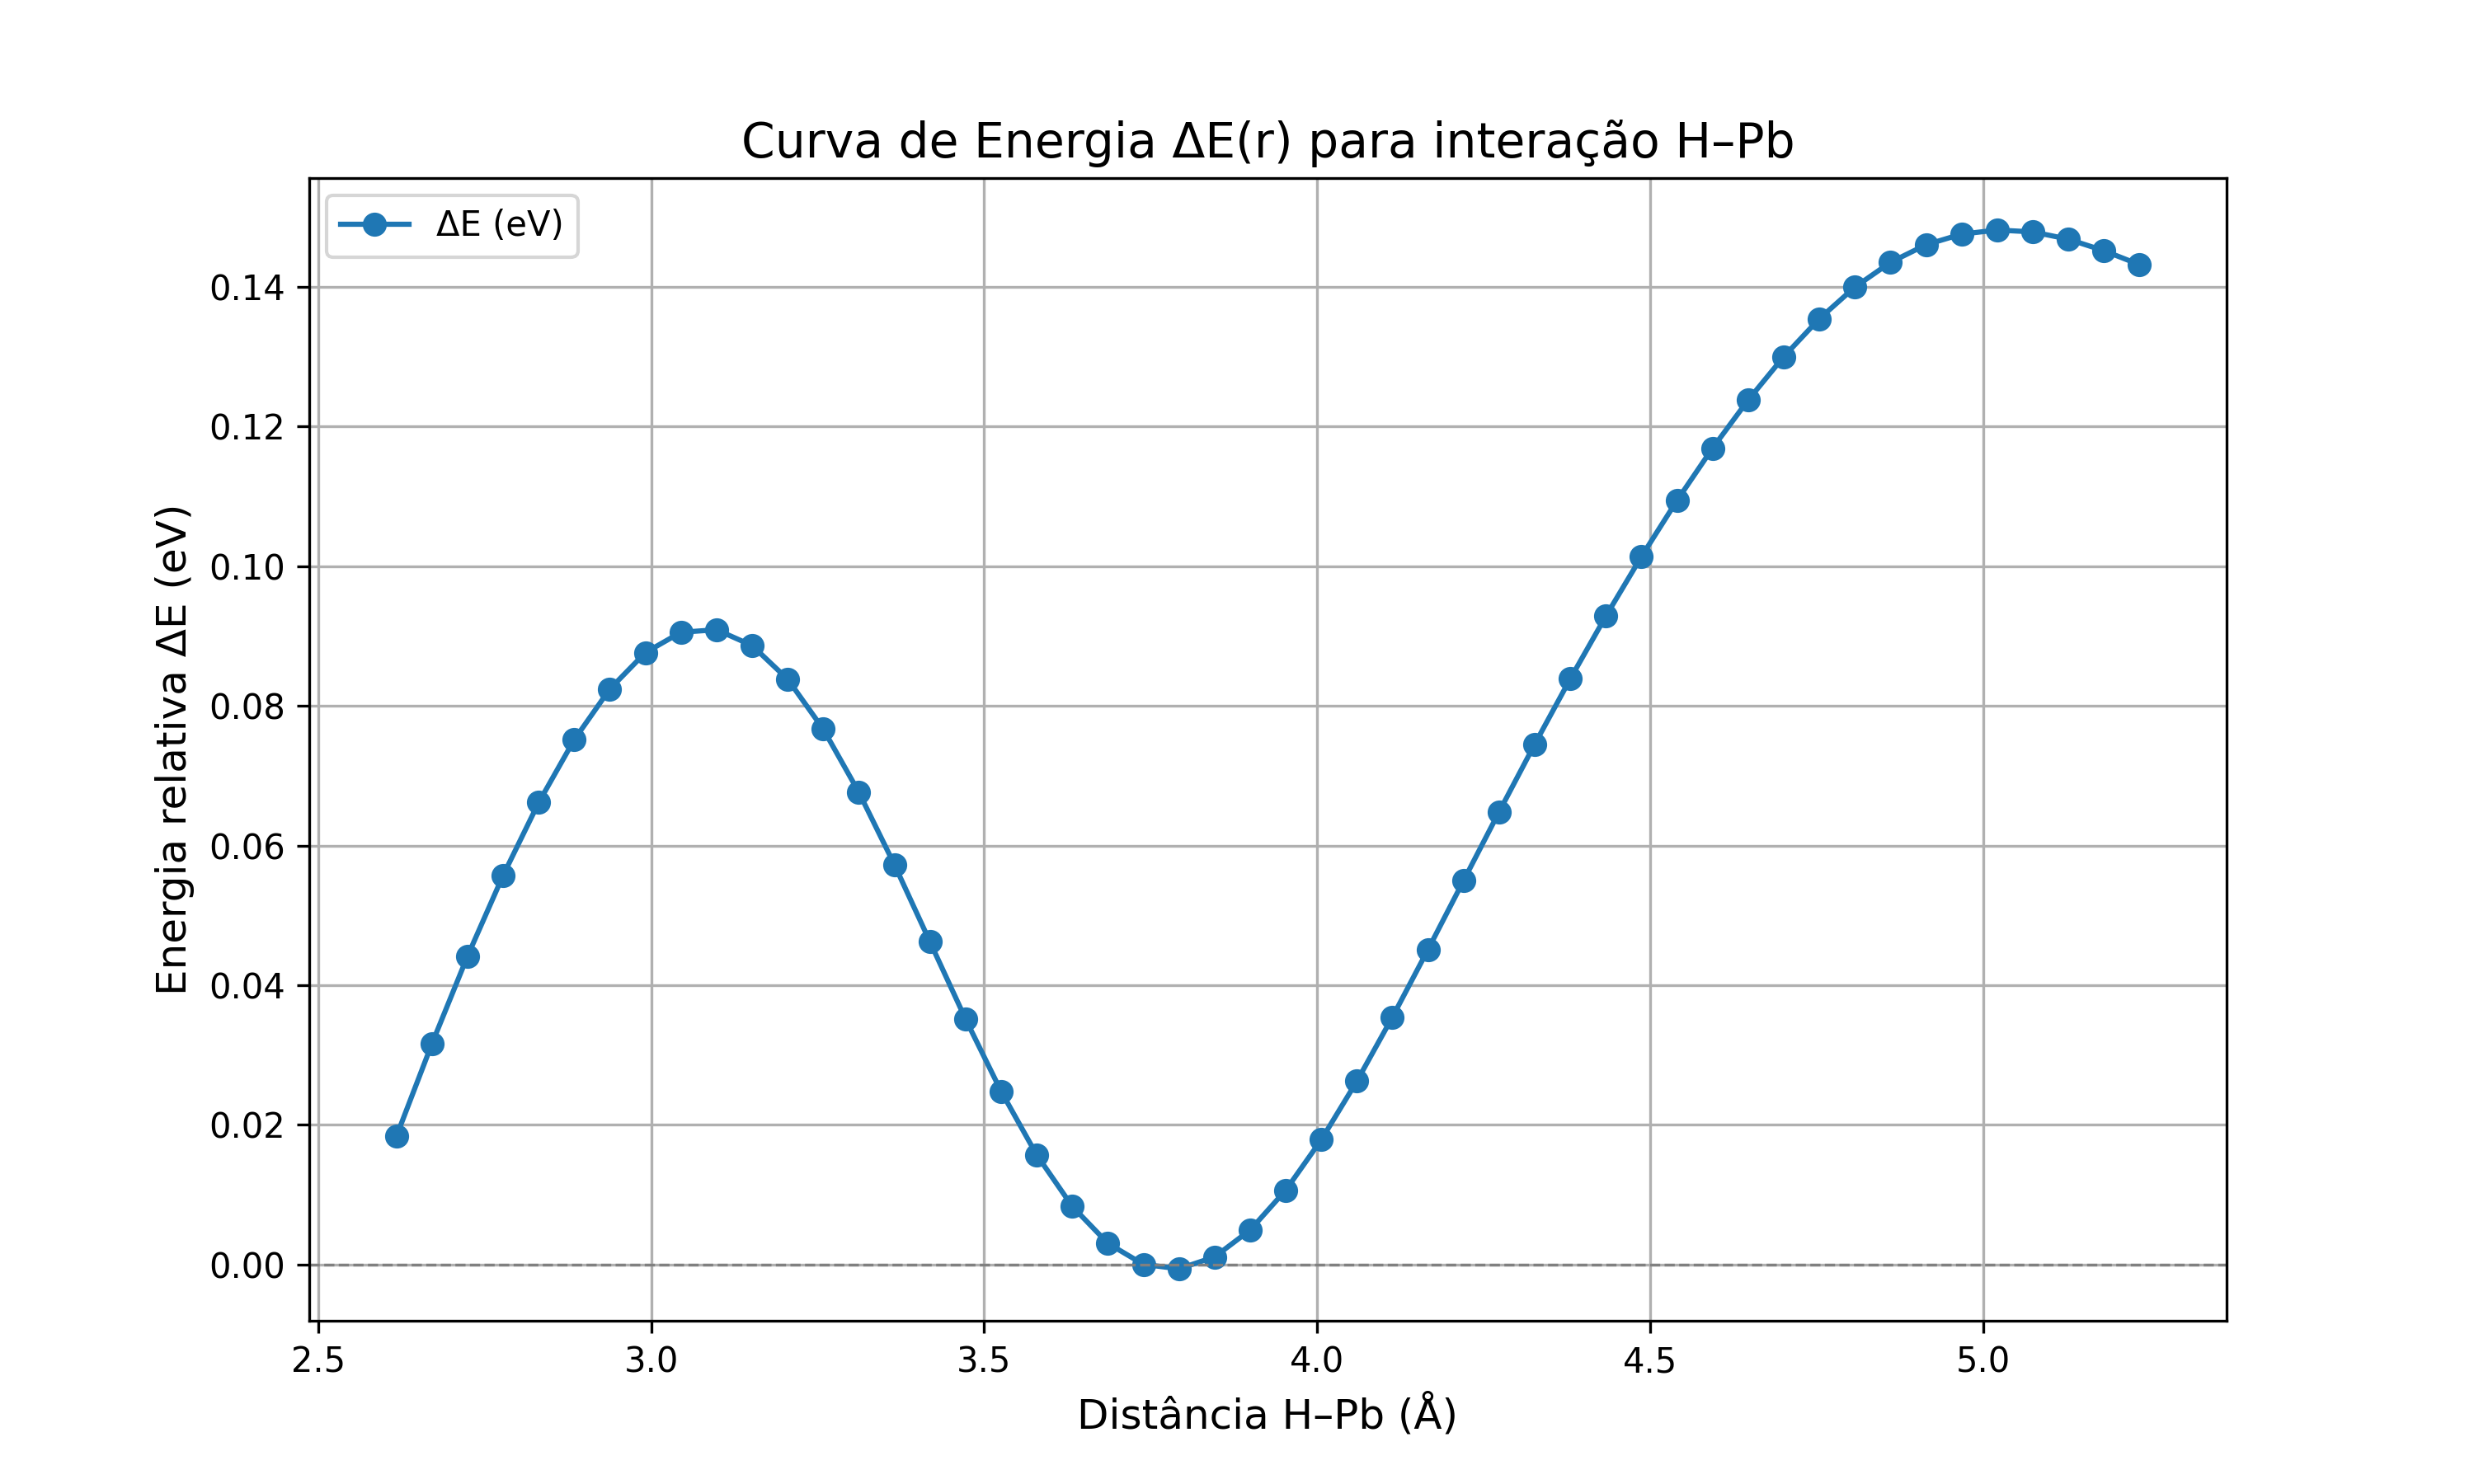 Curva de Energia ΔE(r) para interação H–Pb
ΔE (eV)
Energia relativa ΔE (eV)
0.14
0.12
0.10
0.08
0.06
0.04
0.02
0.00
2.5 3.0 3.5 4.0 4.5 5.0
Distância H–Pb (Å)